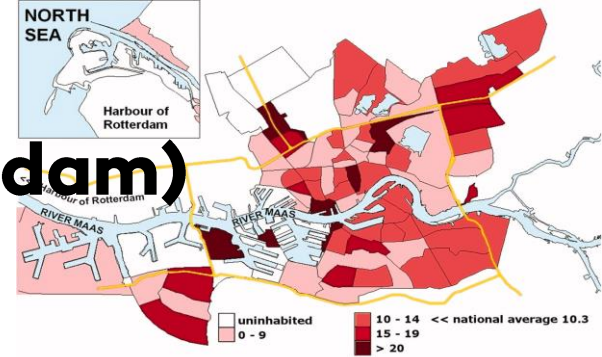 NORTH
SEA
Harbour of
Rotterdam
dam)
<< Harbour of Rotterdam
RIVER MAAS
RIVER MAAS
uninhabited
0 - 9
10 - 14 << national average 10.3
15 - 19
> 20